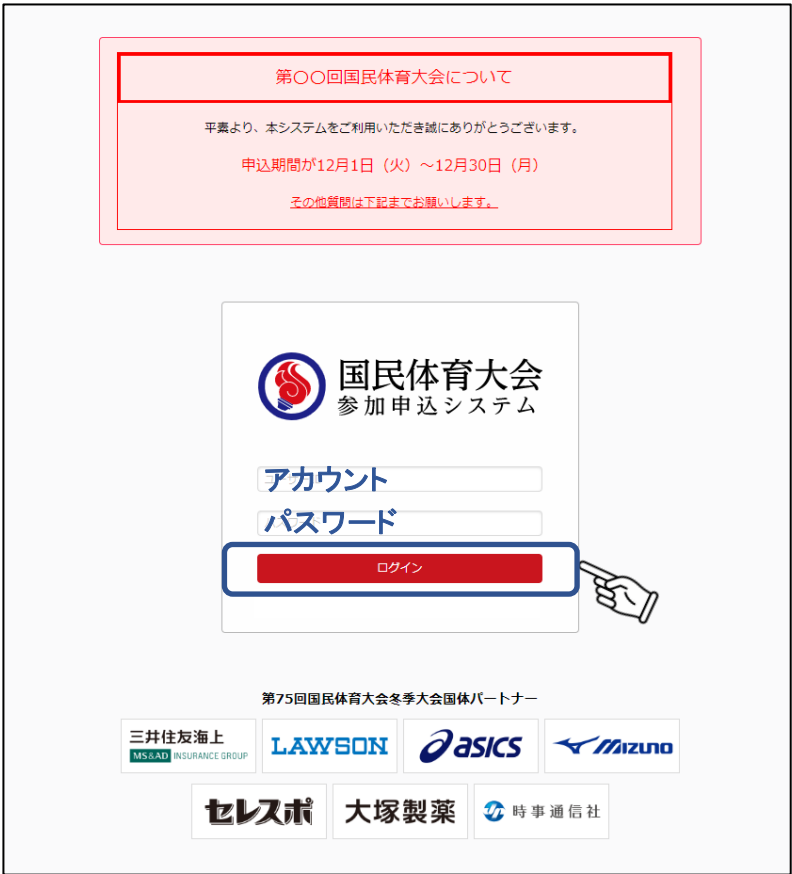 第〇〇回国民体育大会について
平素より、本システムをご利用いただき誠にありがとうございます。
申込期間が12月1日（火）～12月30日（月）
その他質問は下記までお願いします。
国民体育大会
参加申込システム
アカウント
パスワード
ログイン
第75回国民体育大会冬季大会国体パートナー
三井住友海上
MS&AD INSURANCE GROUP
LAWSON
asics
MIZUNO
セレスポ
大塚製薬
時事通信社